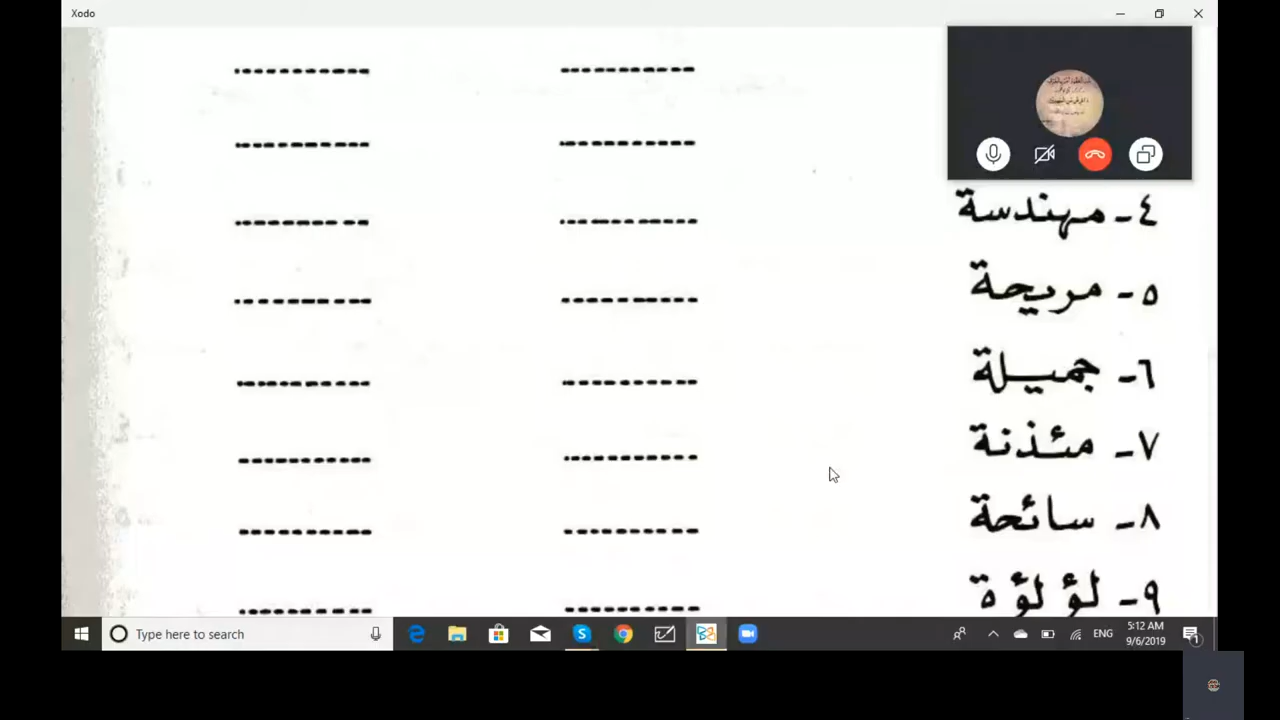 Xodo
٤- مهندسة
٥- مريحة
٦- جميلة
٧- مئذنة
٨- سائحة
٩- لؤلؤة
Type here to search
ENG
5:12 AM
9/6/2019
1